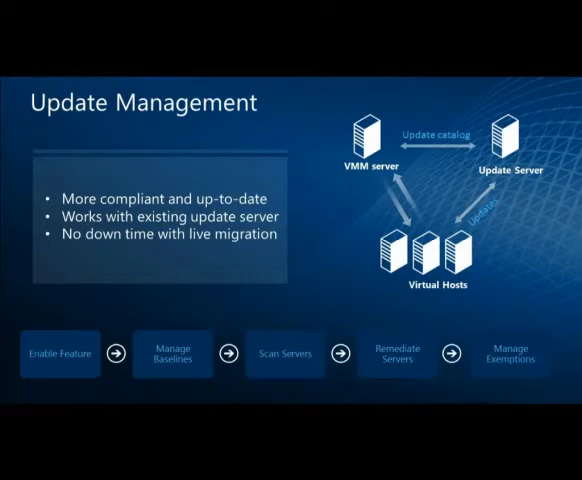 Update Management
• More compliant and up-to-date
• Works with existing update server
• No down time with live migration
Update catalog
VMM server
Update Server
Updates
Virtual Hosts
Enable Feature
Manage
Baselines
Scan Servers
Remediate
Servers
Manage
Exemptions